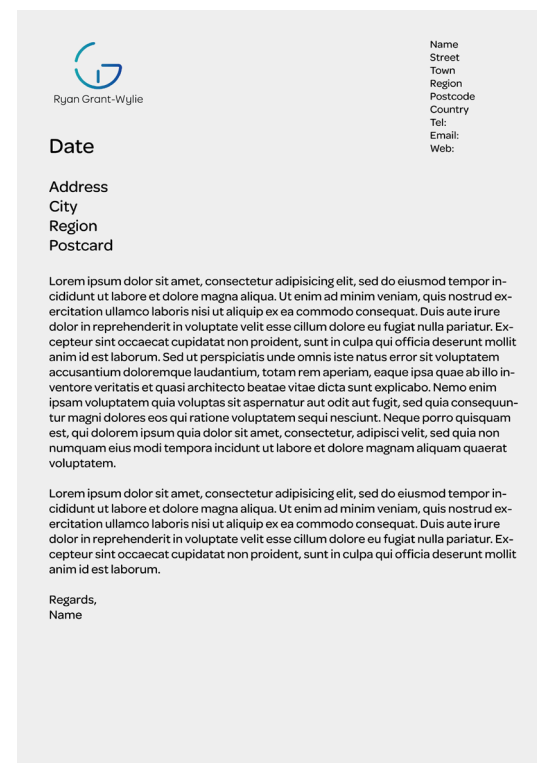 Ryan Grant-Wylie
Name
Street
Town
Region
Postcode
Country
Tel:
Email:
Web:
Date
Address
City
Region
Postcard
Lorem ipsum dolor sit amet, consectetur adipisicing elit, sed do eiusmod tempor in-
cididunt ut labore et dolore magna aliqua. Ut enim ad minim veniam, quis nostrud ex-
ercitation ullamco laboris nisi ut aliquip ex ea commodo consequat. Duis aute irure
dolor in reprehenderit in voluptate velit esse cillum dolore eu fugiat nulla pariatur. Ex-
cepteur sint occaecat cupidatat non proident, sunt in culpa qui officia deserunt mollit
anim id est laborum. Sed ut perspiciatis unde omnis iste natus error sit voluptatem
accusantium doloremque laudantium, totam rem aperiam, eaque ipsa quae ab illo in-
ventore veritatis et quasi architecto beatae vitae dicta sunt explicabo. Nemo enim
ipsam voluptatem quia voluptas sit aspernatur aut odit aut fugit, sed quia consequun-
tur magni dolores eos qui ratione voluptatem sequi nesciunt. Neque porro quisquam
est, qui dolorem ipsum quia dolor sit amet, consectetur, adipisci velit, sed quia non
numquam eius modi tempora incidunt ut labore et dolore magnam aliquam quaerat
voluptatem.
Lorem ipsum dolor sit amet, consectetur adipisicing elit, sed do eiusmod tempor in-
cididunt ut labore et dolore magna aliqua. Ut enim ad minim veniam, quis nostrud ex-
ercitation ullamco laboris nisi ut aliquip ex ea commodo consequat. Duis aute irure
dolor in reprehenderit in voluptate velit esse cillum dolore eu fugiat nulla pariatur. Ex-
cepteur sint occaecat cupidatat non proident, sunt in culpa qui officia deserunt mollit
anim id est laborum.
Regards,
Name